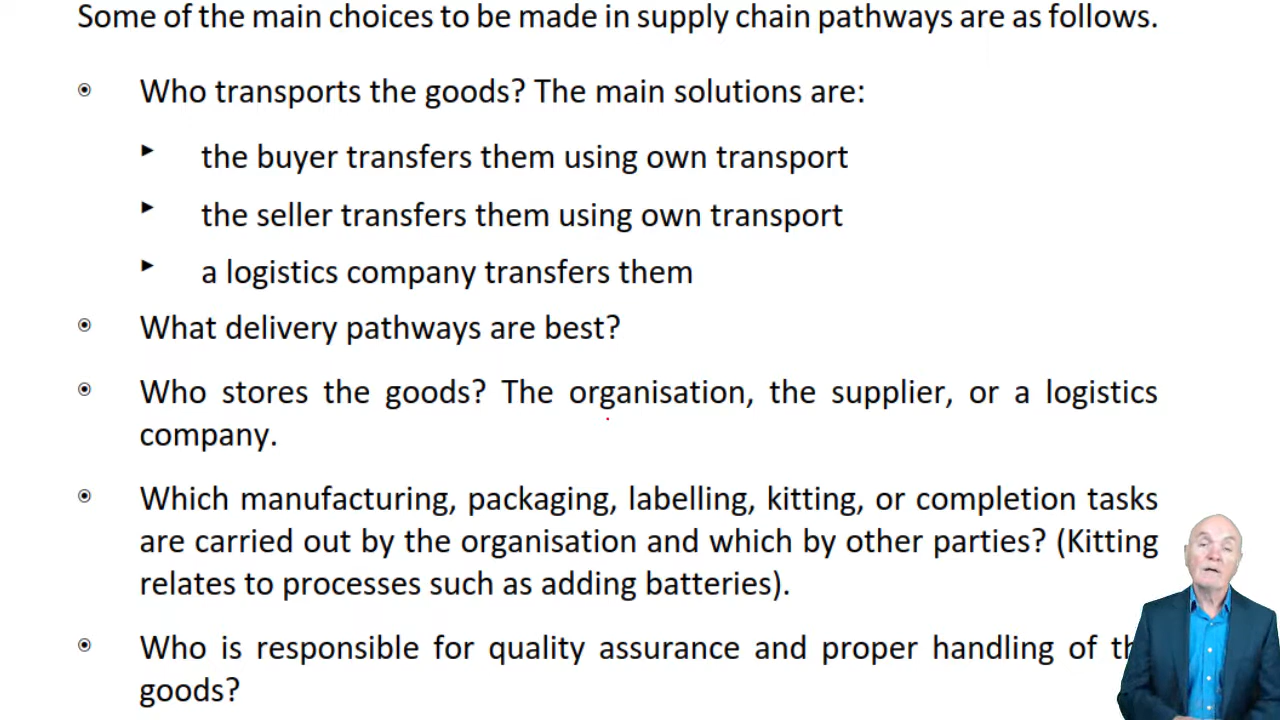 Some of the main choices to be made in supply chain pathways are as follows.
Who transports the goods? The main solutions are:
the buyer transfers them using own transport
the seller transfers them using own transport
a logistics company transfers them
What delivery pathways are best?
Who stores the goods? The organisation, the supplier, or a logistics
company.
Which manufacturing, packaging, labelling, kitting, or completion tasks
are carried out by the organisation and which by other parties? (Kitting
relates to processes such as adding batteries).
Who is responsible for quality assurance and proper handling of
goods?